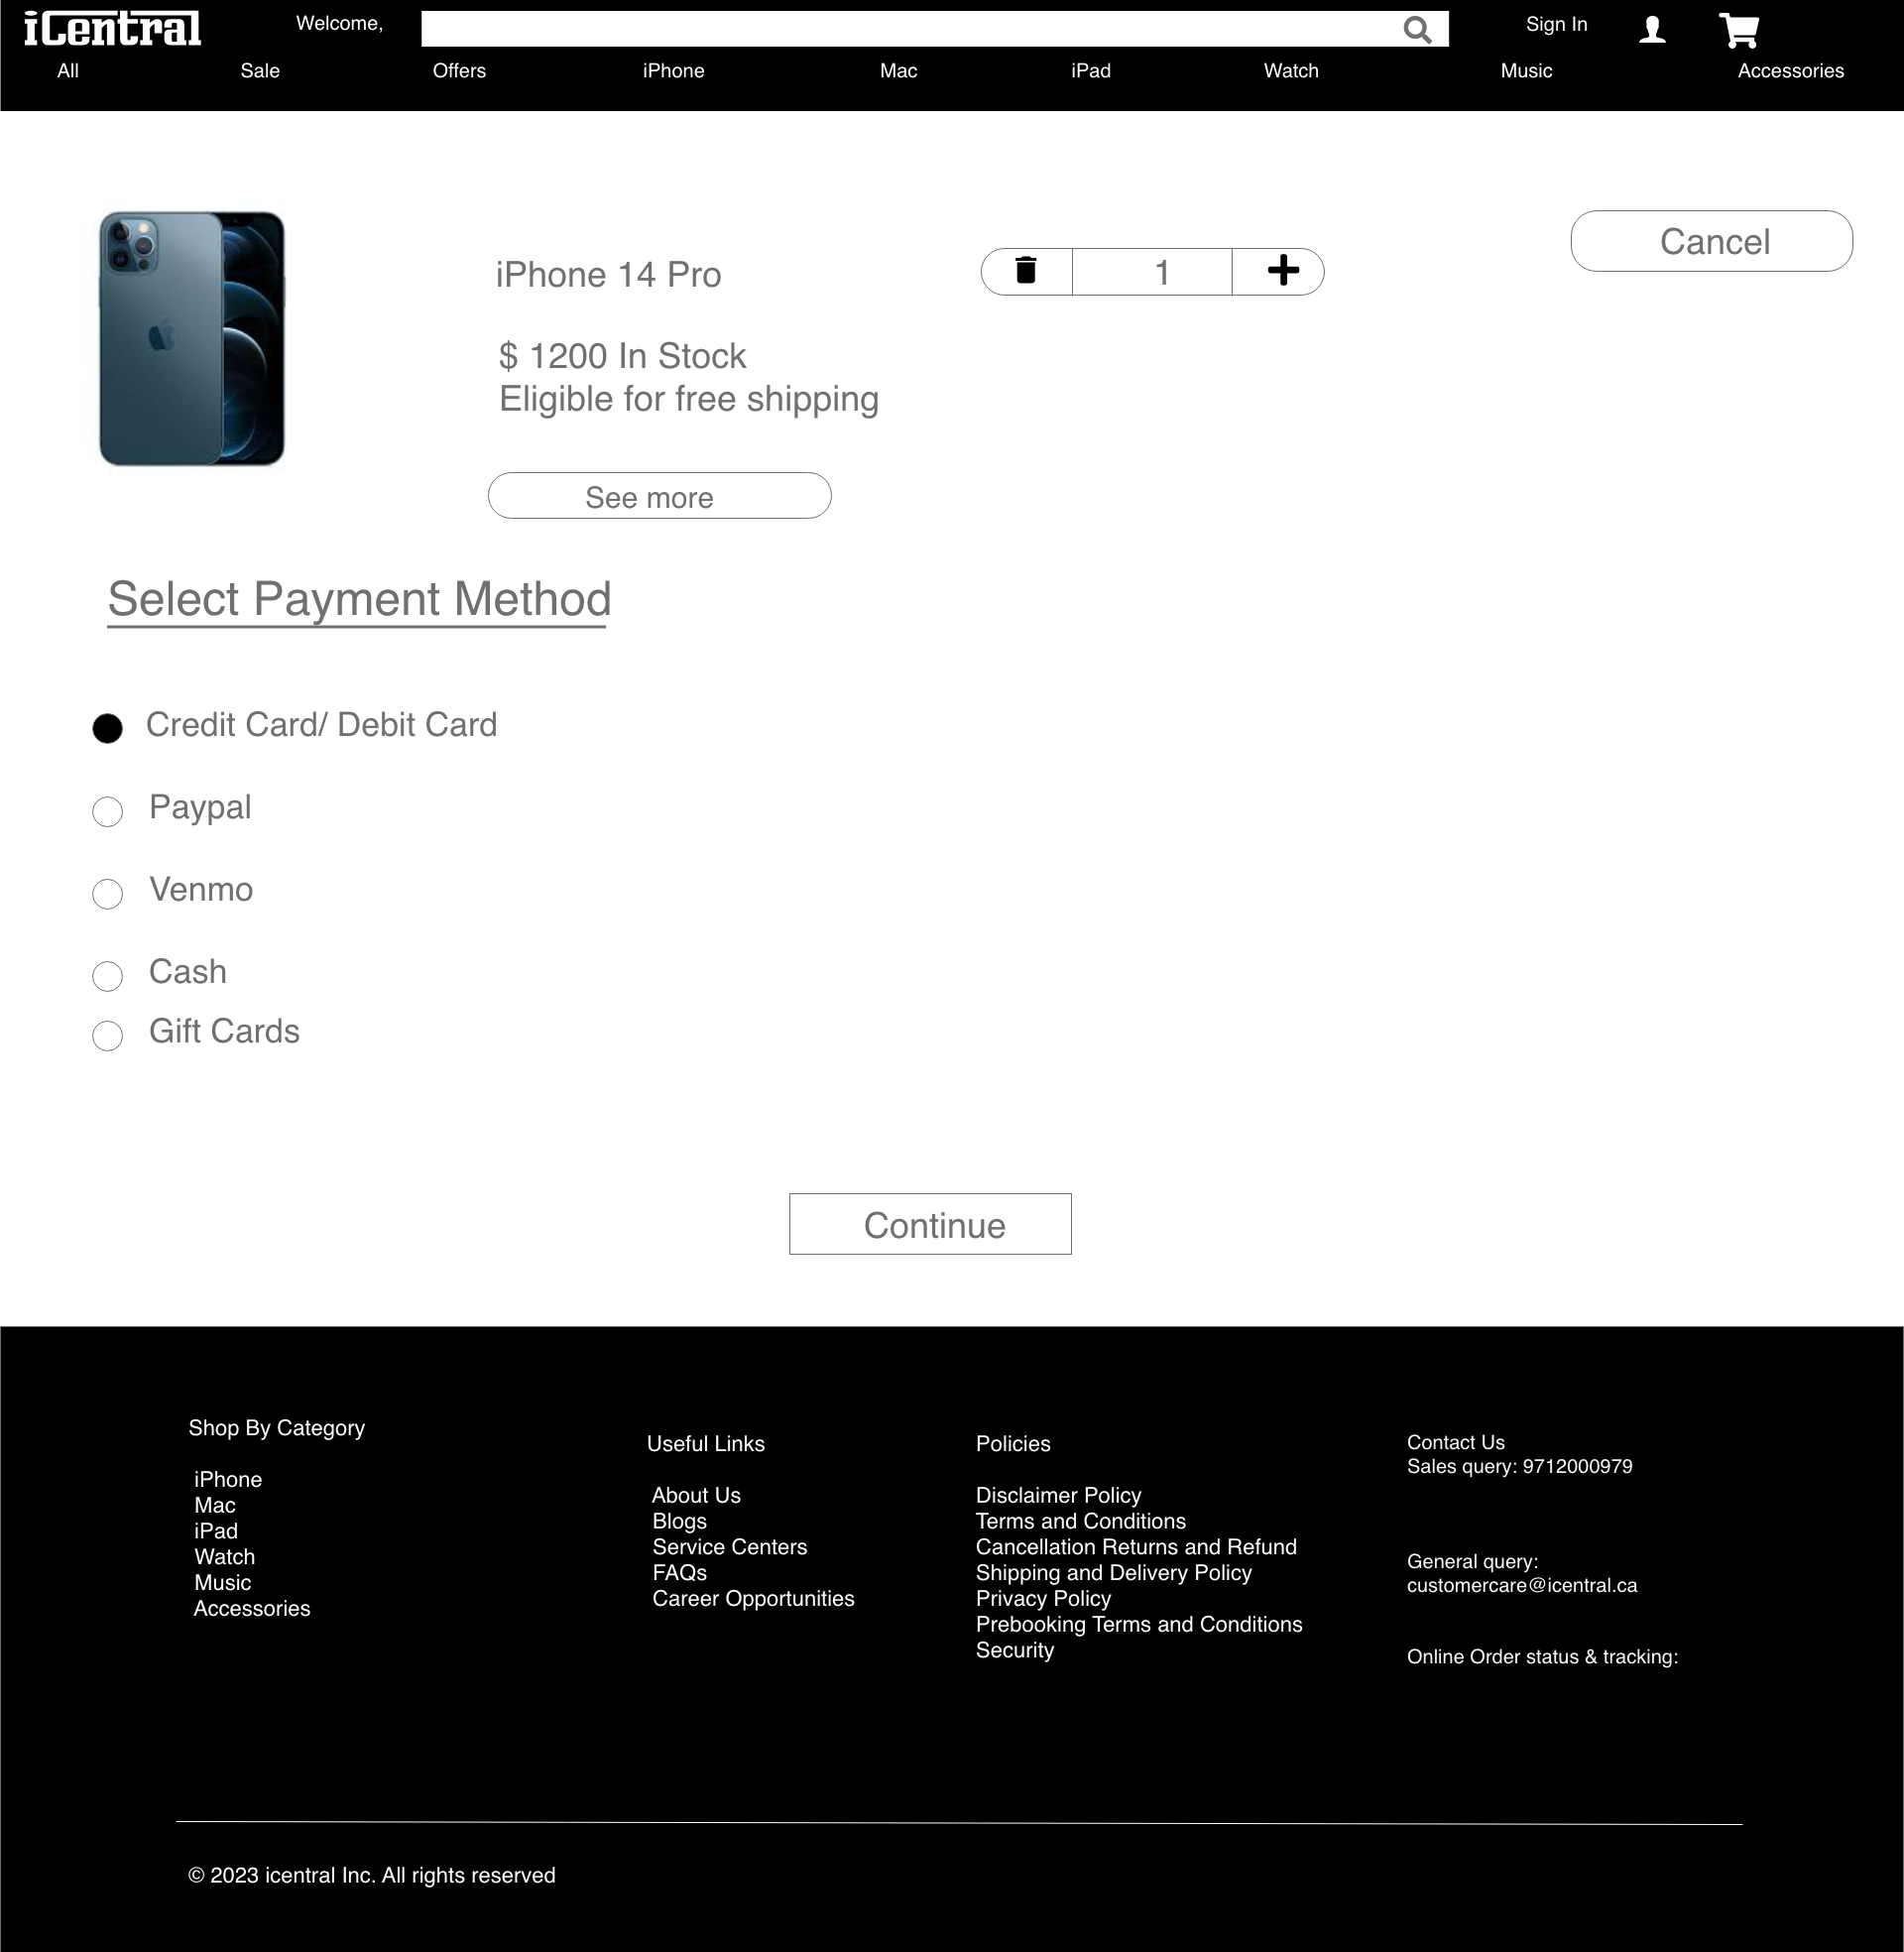 iCentral
Welcome,
Sign In
All
Sale
Offers
iPhone
Mac
iPad
Watch
Music
Accessories
iPhone 14 Pro
1
Cancel
$ 1200 In Stock
Eligible for free shipping
See more
Select Payment Method
Credit Card/ Debit Card
Paypal
Venmo
Cash
Gift Cards
Continue
Shop By Category
iPhone
Mac
iPad
Watch
Music
Accessories
Useful Links
About Us
Blogs
Service Centers
FAQs
Career Opportunities
Policies
Disclaimer Policy
Terms and Conditions
Cancellation Returns and Refund
Shipping and Delivery Policy
Privacy Policy
Prebooking Terms and Conditions
Security
Contact Us
Sales query: 9712000979
General query:
customercare@icentral.ca
Online Order status & tracking:
© 2023 icentral Inc. All rights reserved